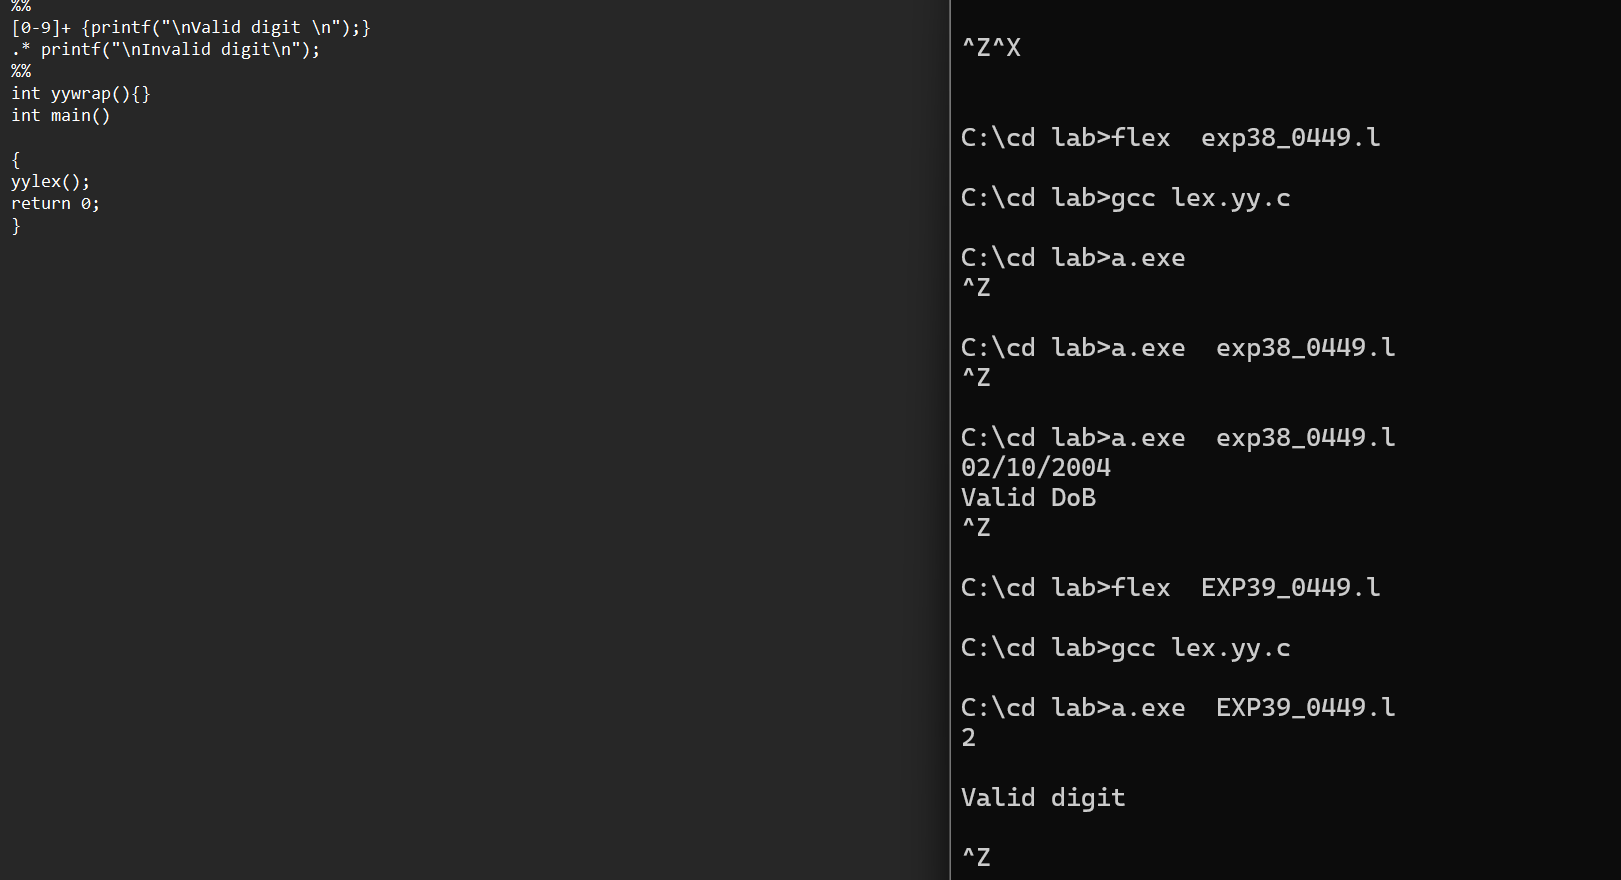 %%
[0-9]+ {printf("\nValid digit \n");}
.* printf("\nInvalid digit\n");
%%
int yywrap(){}
int main()
{
yylex();
return 0;
}
^Z^X
C:\cd lab>flex  exp38_0449.l
C:\cd lab>gcc lex.yy.c
C:\cd lab>a.exe
^Z
C:\cd lab>a.exe  exp38_0449.l
^Z
C:\cd lab>a.exe  exp38_0449.l
02/10/2004
Valid DoB
^Z
C:\cd lab>flex  EXP39_0449.l
C:\cd lab>gcc lex.yy.c
C:\cd lab>a.exe  EXP39_0449.l
2
Valid digit
^Z